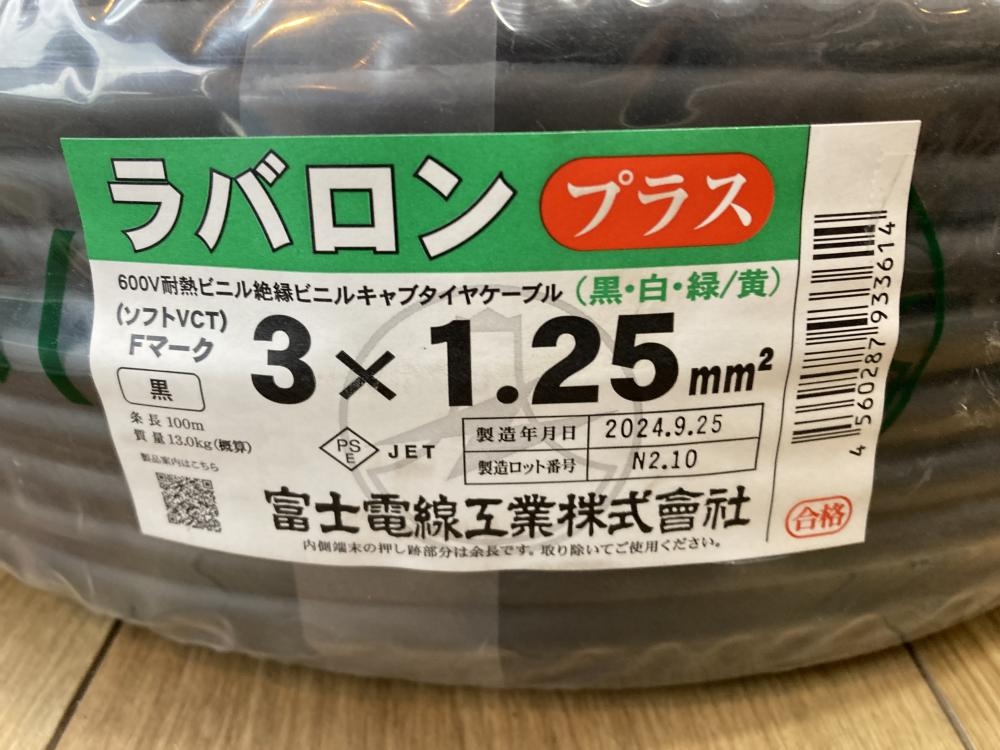 ラバロン プラス
600V耐熱ビニル絶縁ビニルキャブタイヤケーブル (黒・白・緑/黄)
(ソフトVCT)
Fマーク
3×1.25mm²
黒
条長100m
質量13.0kg(概算)
製品案内はこちら
PS
E
JET
製造年月日 2024.9.25
製造ロット番号 N2.10
富士電線工業株式會社
内側端末の押し跡部分は余長です。取り除いてご使用ください。
4560287933614
合格